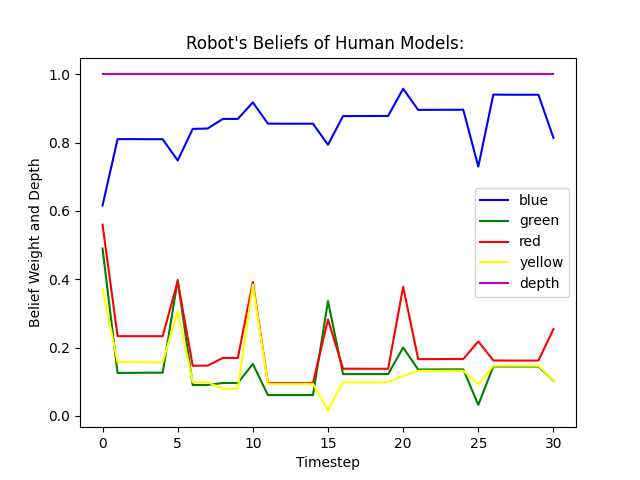 Robot's Beliefs of Human Models:
Belief Weight and Depth
1.0
0.8
0.6
0.4
0.2
0.0
blue
green
red
yellow
depth
0 5 10 15 20 25 30
Timestep